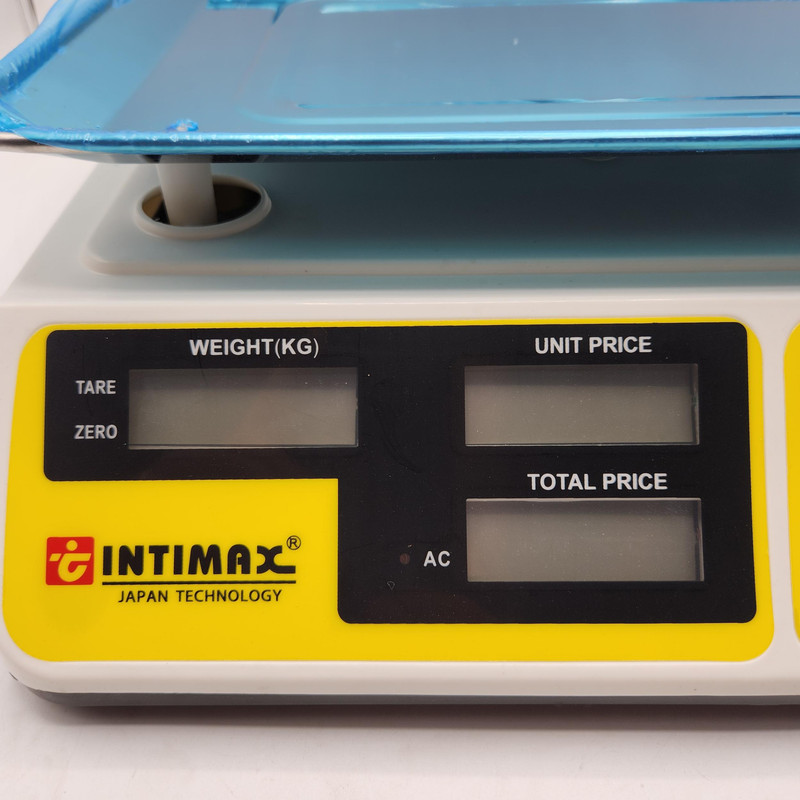 WEIGHT(KG)
UNIT PRICE
TARE
ZERO
TOTAL PRICE
AC
INTIMAX®
JAPAN TECHNOLOGY